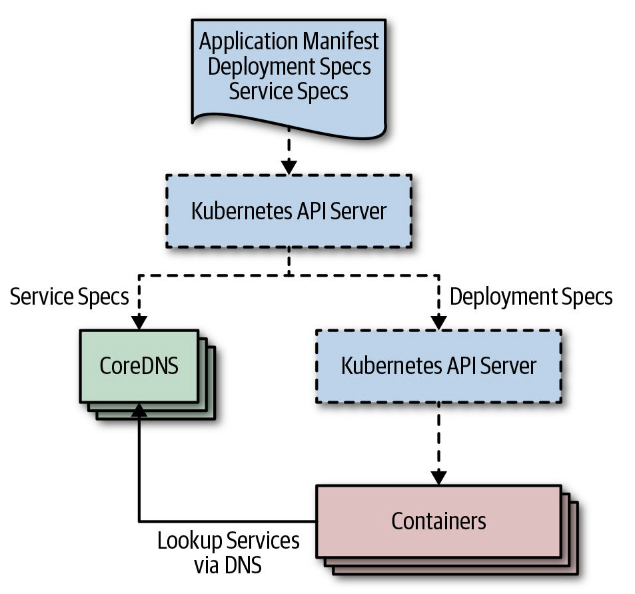 Application Manifest
Deployment Specs
Service Specs
Kubernetes API Server
Service Specs
Deployment Specs
CoreDNS
Kubernetes API Server
Containers
Lookup Services
via DNS